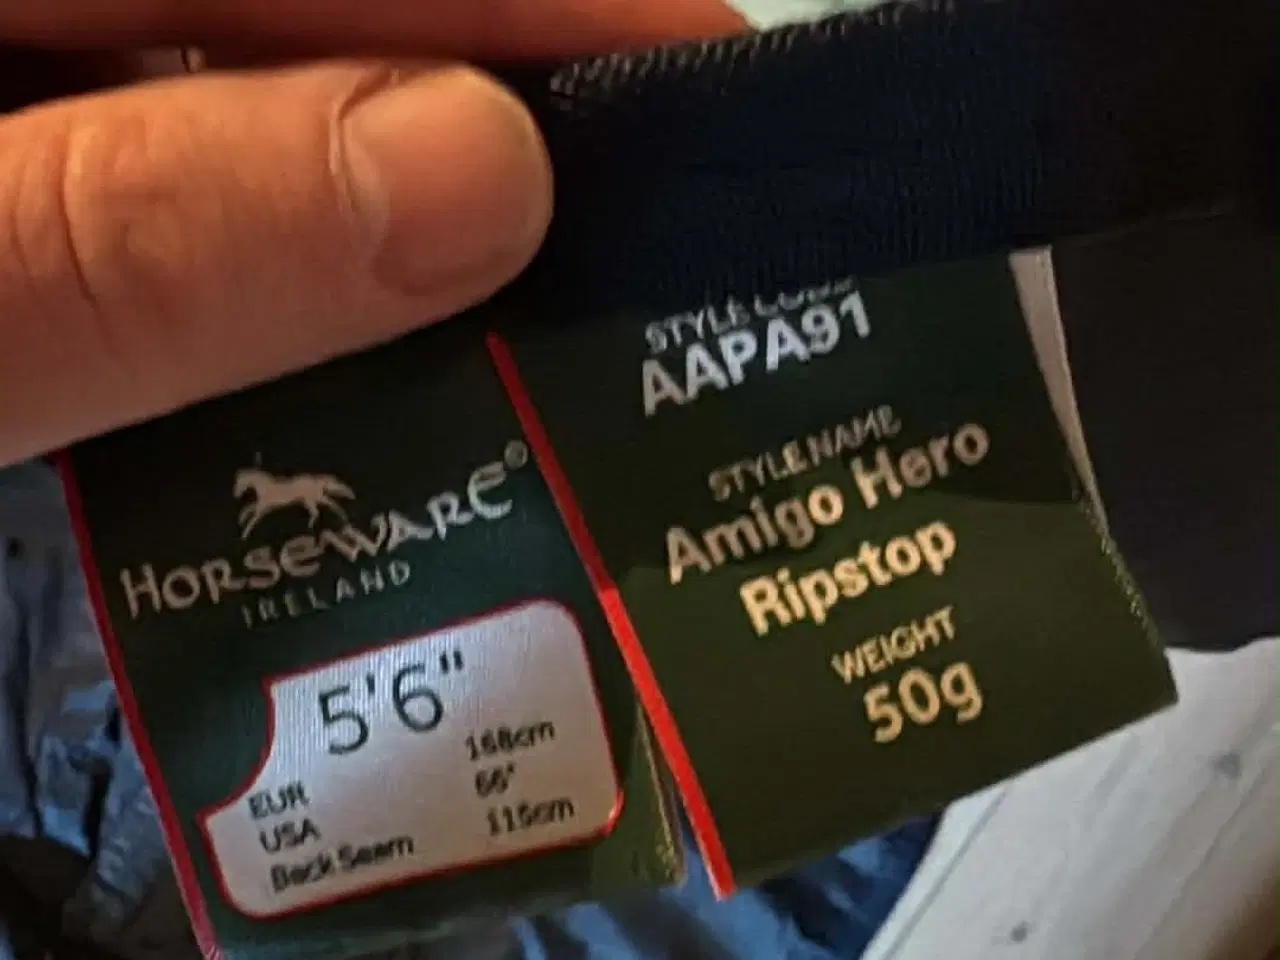 HORSEWARE®
IRELAND
5'6"
EUR 168cm
USA 66"
Back Seam 115cm
STYLE CODE
AAPA91
STYLE NAME
Amigo Hero
Ripstop
WEIGHT
50g